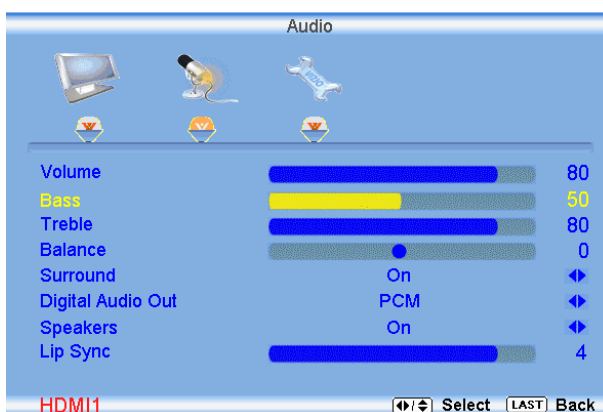 Audio
Volume 80
Bass 50
Treble 80
Balance 0
Surround On
Digital Audio Out PCM
Speakers On
Lip Sync 4
HDMI1 Select LAST Back